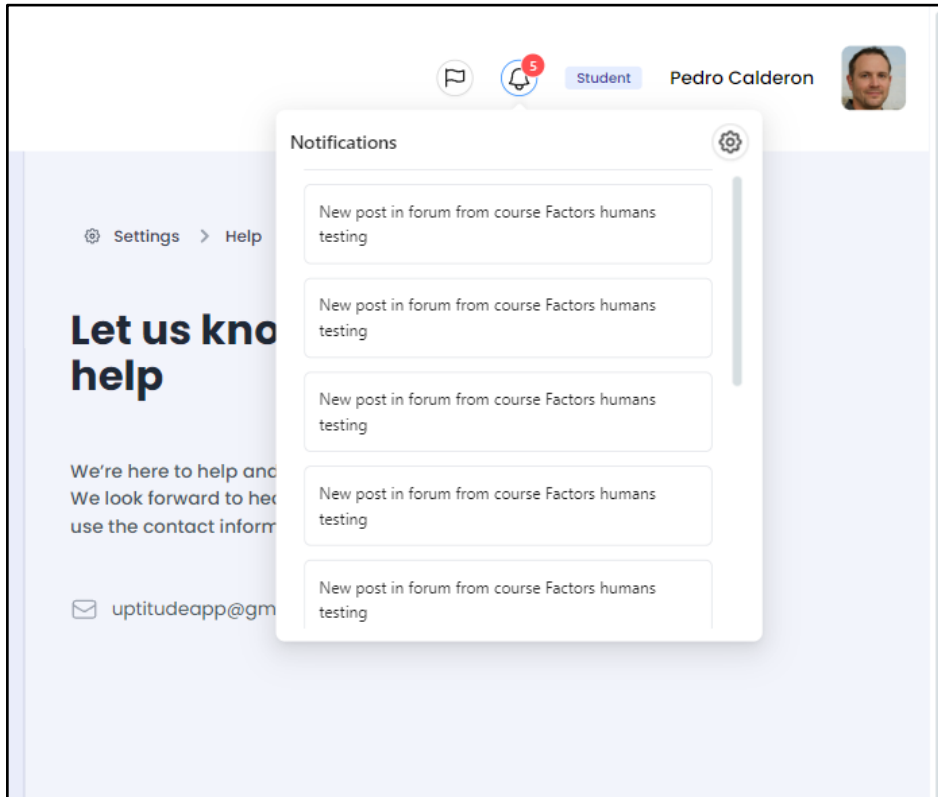 5
Student
Pedro Calderon
Notifications
New post in forum from course Factors humans
testing
New post in forum from course Factors humans
testing
New post in forum from course Factors humans
testing
New post in forum from course Factors humans
testing
New post in forum from course Factors humans
testing
Settings > Help
Let us kno
help
We’re here to help and
We look forward to hea
use the contact inform
uptitudeapp@gm